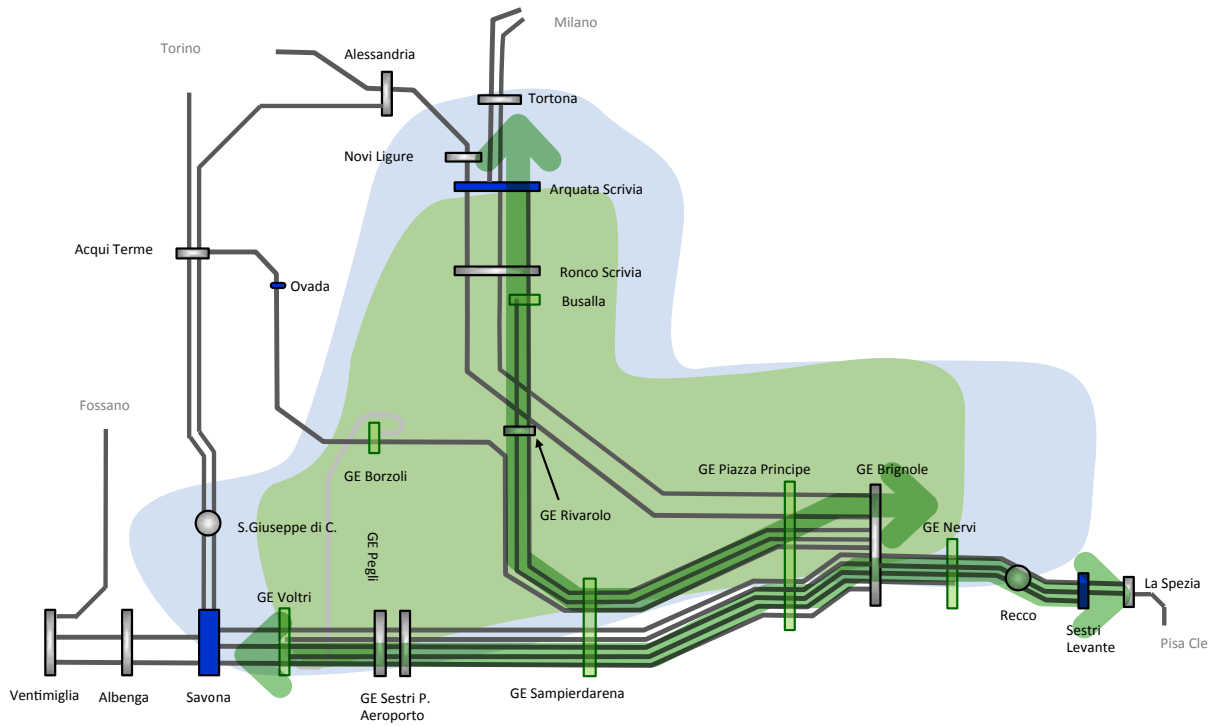 Milano
Torino
Alessandria
Tortona
Novi Ligure
Arquata Scrivia
Acqui Terme
Ronco Scrivia
Ovada
Busalla
Fossano
GE Borzoli
GE Piazza Principe
GE Brignole
GE Rivarolo
S.Giuseppe di C.
GE Nervi
GE Pegli
GE Voltri
La Spezia
Recco
Sestri
Levante
Pisa Cle
Ventimiglia
Albenga
Savona
GE Sestri P.
Aeroporto
GE Sampierdarena